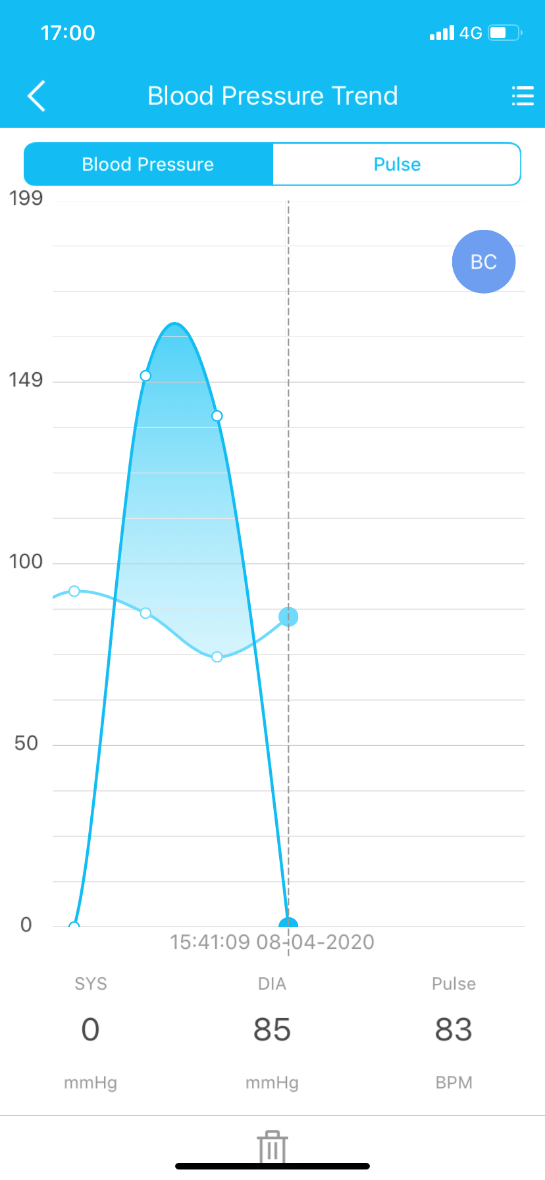 17:00 4G
Blood Pressure Trend
Blood Pressure Pulse
199
BC
149
100
50
0
15:41:09 08-04-2020
SYS DIA Pulse
0 85 83
mmHg mmHg BPM